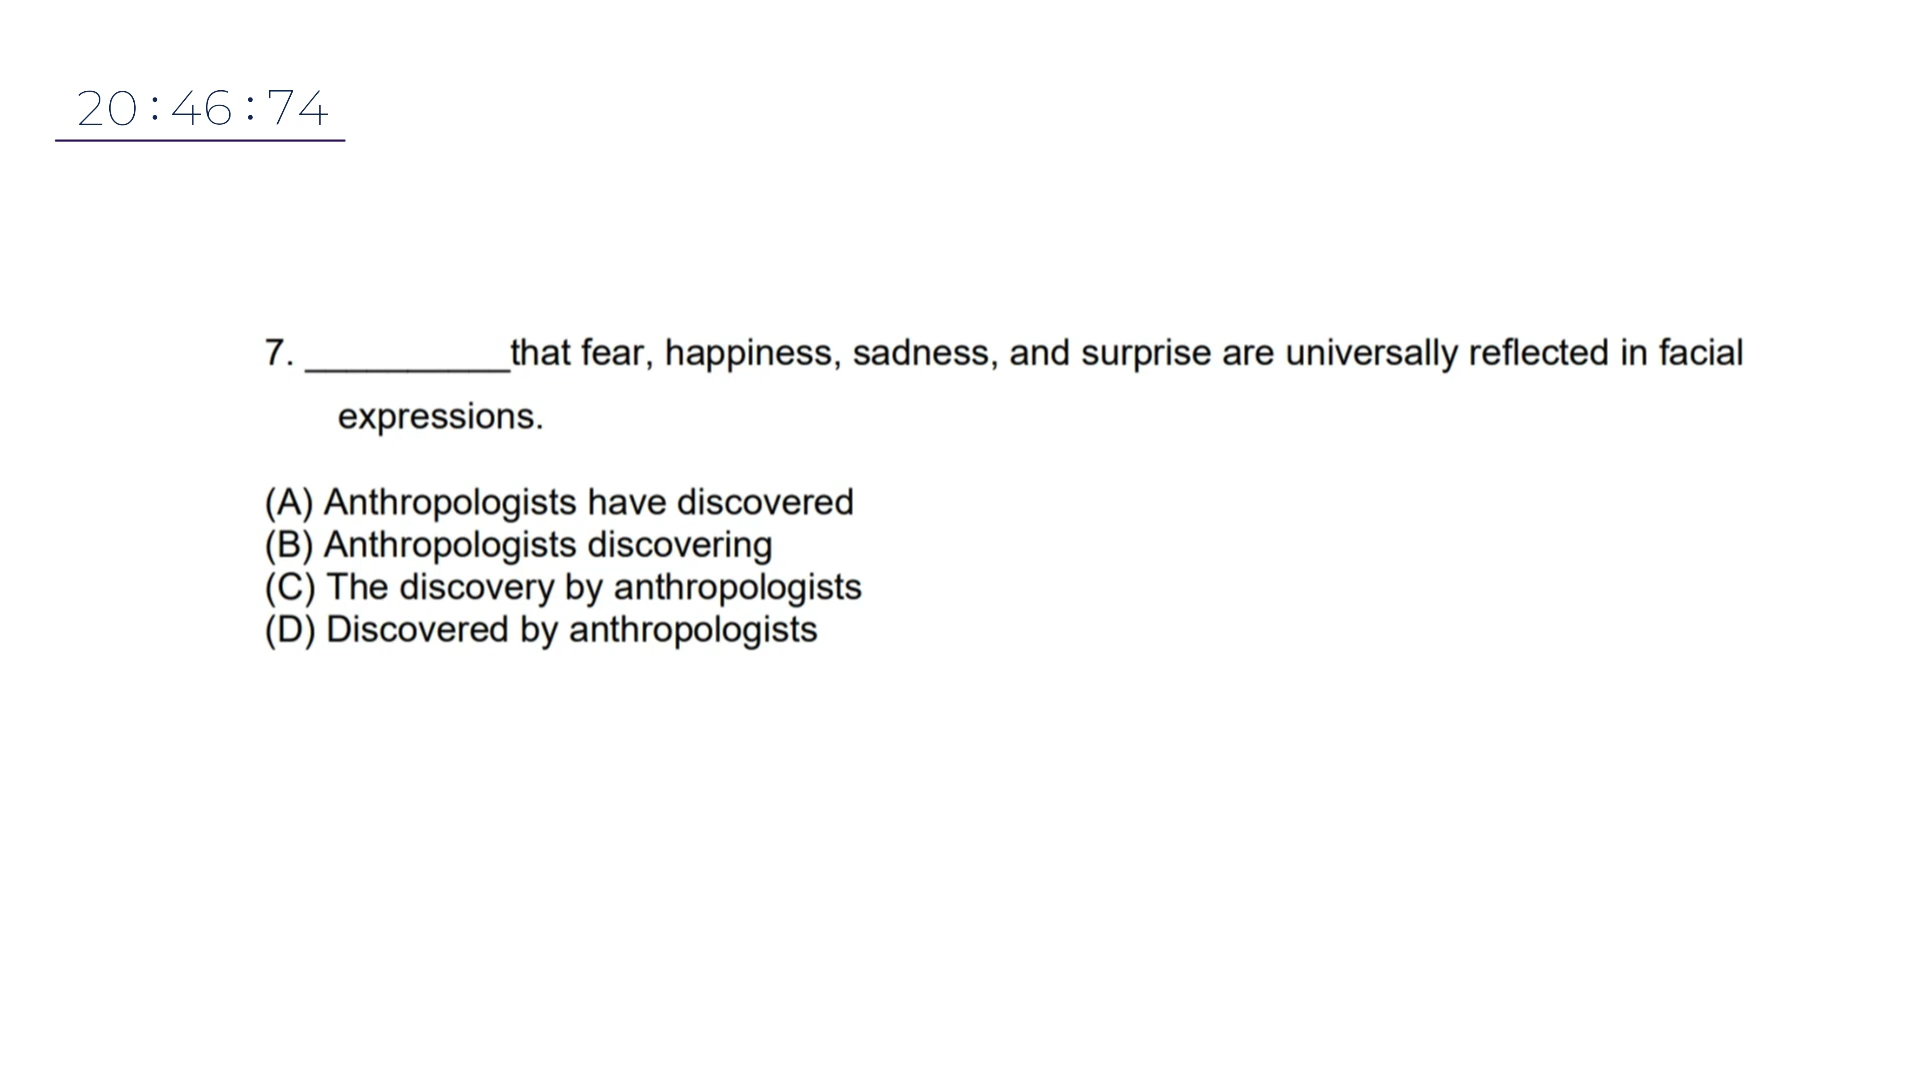 20:46:74
7. __________that fear, happiness, sadness, and surprise are universally reflected in facial
expressions.
(A) Anthropologists have discovered
(B) Anthropologists discovering
(C) The discovery by anthropologists
(D) Discovered by anthropologists